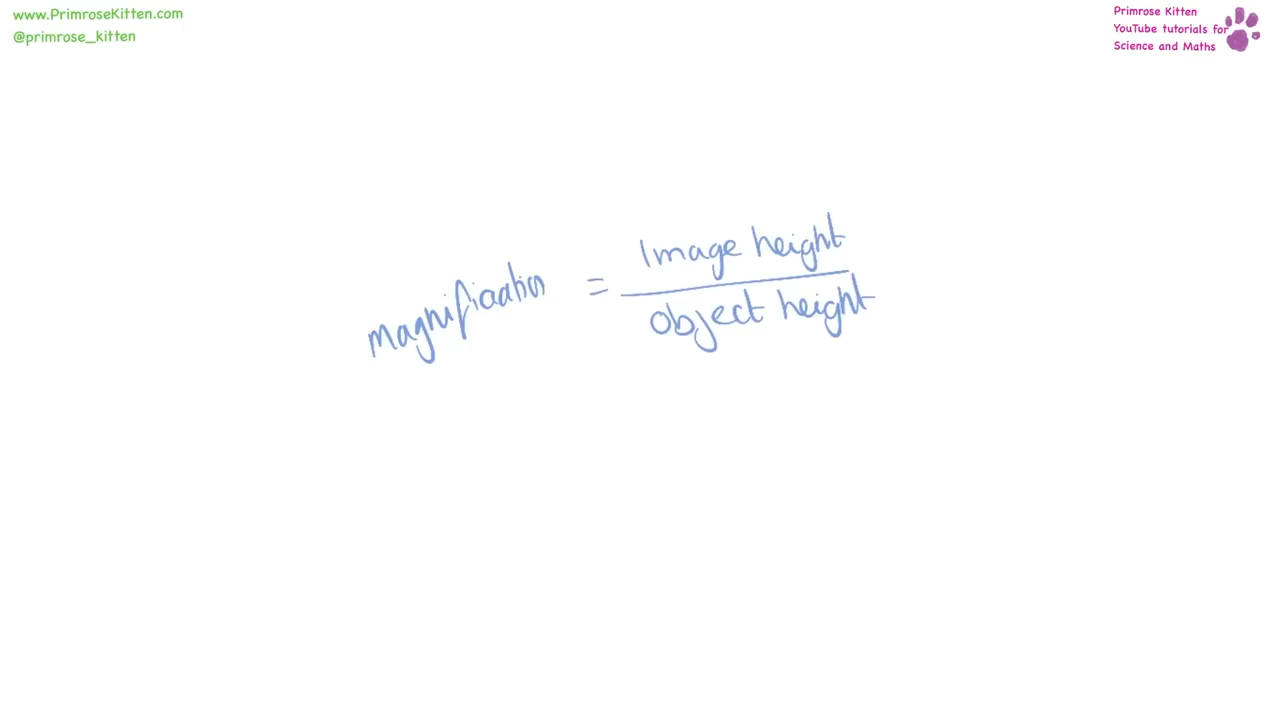 www.PrimroseKitten.com
@primrose_kitten
Primrose Kitten
YouTube tutorials for
Science and Maths
magnification = Image height
object height